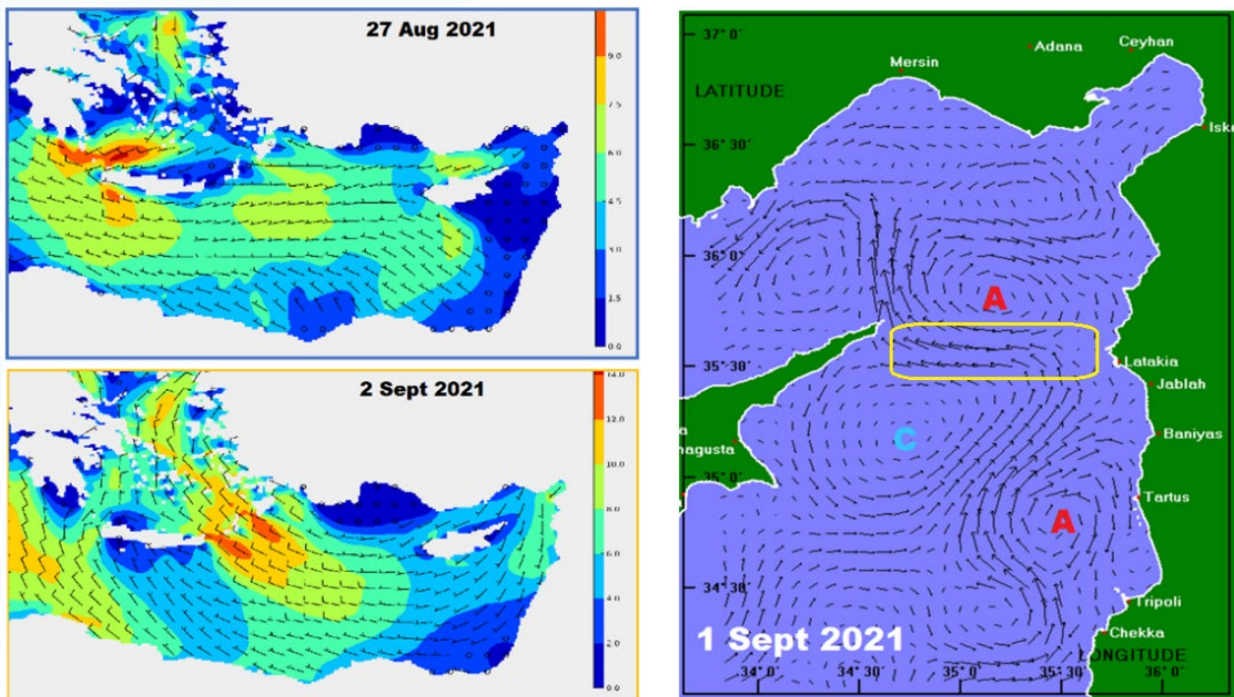 27 Aug 2021
9.0
7.5
6.0
4.5
3.0
1.5
0.0
2 Sept 2021
14.0
12.0
10.0
8.0
6.0
4.0
2.0
0.0
37° 0´
Adana
Ceyhan
Mersin
LATITUDE
36° 30´
Iske
36° 0´
A
35° 30´
Latakia
Jablah
C
Baniyas
a
nagusta
35° 0´
Tartus
A
34° 30´
Tripoli
1 Sept 2021
Chekka
LONGITUDE
34° 0´
34° 30´
35° 0´
35° 30´
36° 0´